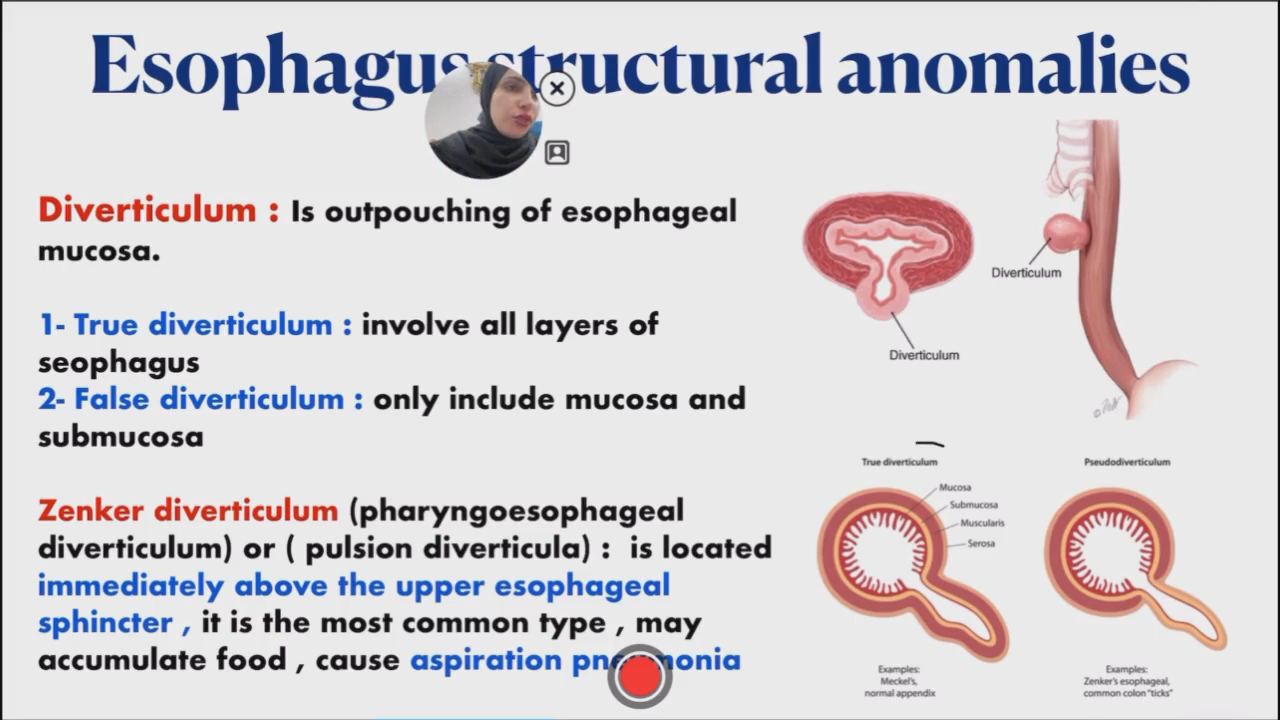 Esophagus structural anomalies
Diverticulum : Is outpouching of esophageal
mucosa.
1- True diverticulum : involve all layers of
seophagus
2- False diverticulum : only include mucosa and
submucosa
Zenker diverticulum (pharyngoesophageal
diverticulum) or ( pulsion diverticula) : is located
immediately above the upper esophageal
sphincter , it is the most common type , may
accumulate food , cause aspiration pneumonia
Diverticulum
Diverticulum
True diverticulum
Mucosa
Submucosa
Muscularis
Serosa
Examples:
Meckel's,
normal appendix
Pseudodiverticulum
Examples:
Zenker's esophageal,
common colon "ticks"